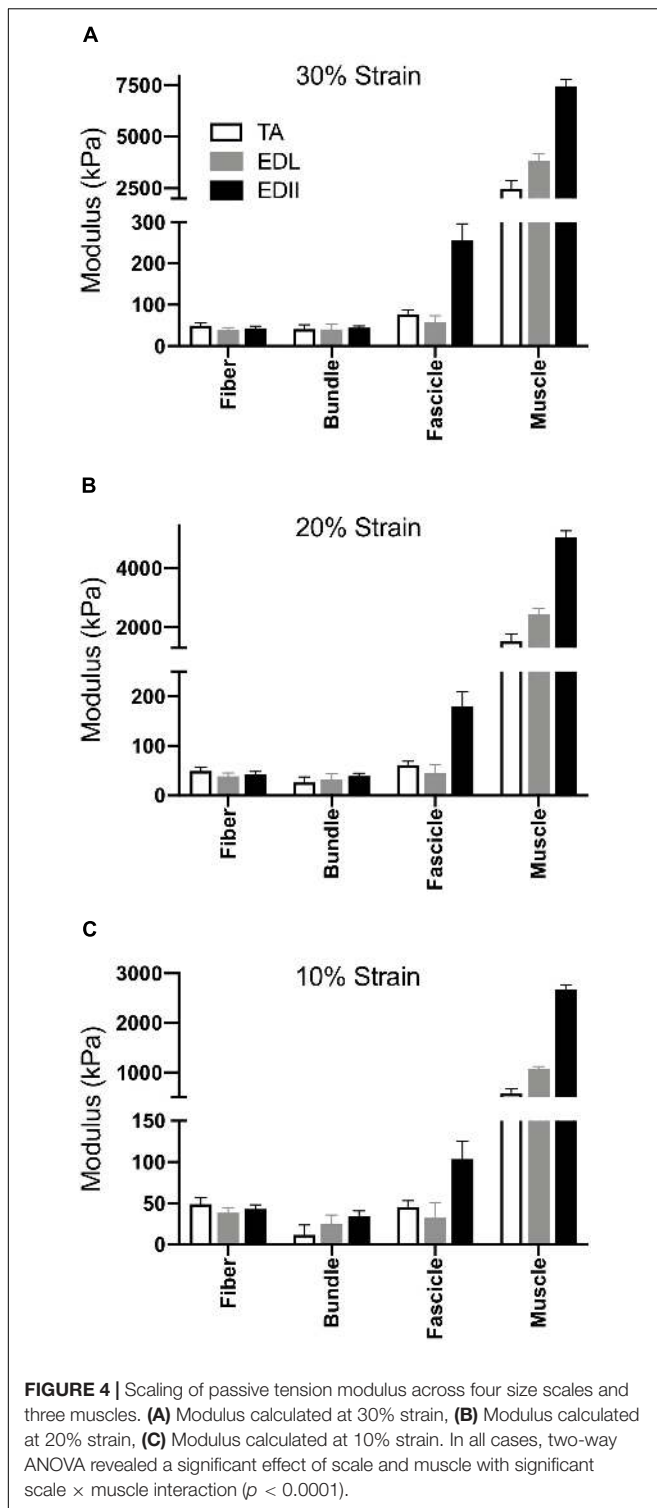 A
30% Strain
TA
EDL
EDII
Modulus (kPa)
7500
5000
2500
300
200
100
0
Fiber
Bundle
Fascicle
Muscle
B
20% Strain
Modulus (kPa)
4000
2000
200
100
0
Fiber
Bundle
Fascicle
Muscle
C
10% Strain
Modulus (kPa)
3000
2000
1000
150
100
50
0
Fiber
Bundle
Fascicle
Muscle
FIGURE 4 | Scaling of passive tension modulus across four size scales and
three muscles. (A) Modulus calculated at 30% strain, (B) Modulus calculated
at 20% strain, (C) Modulus calculated at 10% strain. In all cases, two-way
ANOVA revealed a significant effect of scale and muscle with significant
scale × muscle interaction (p < 0.0001).